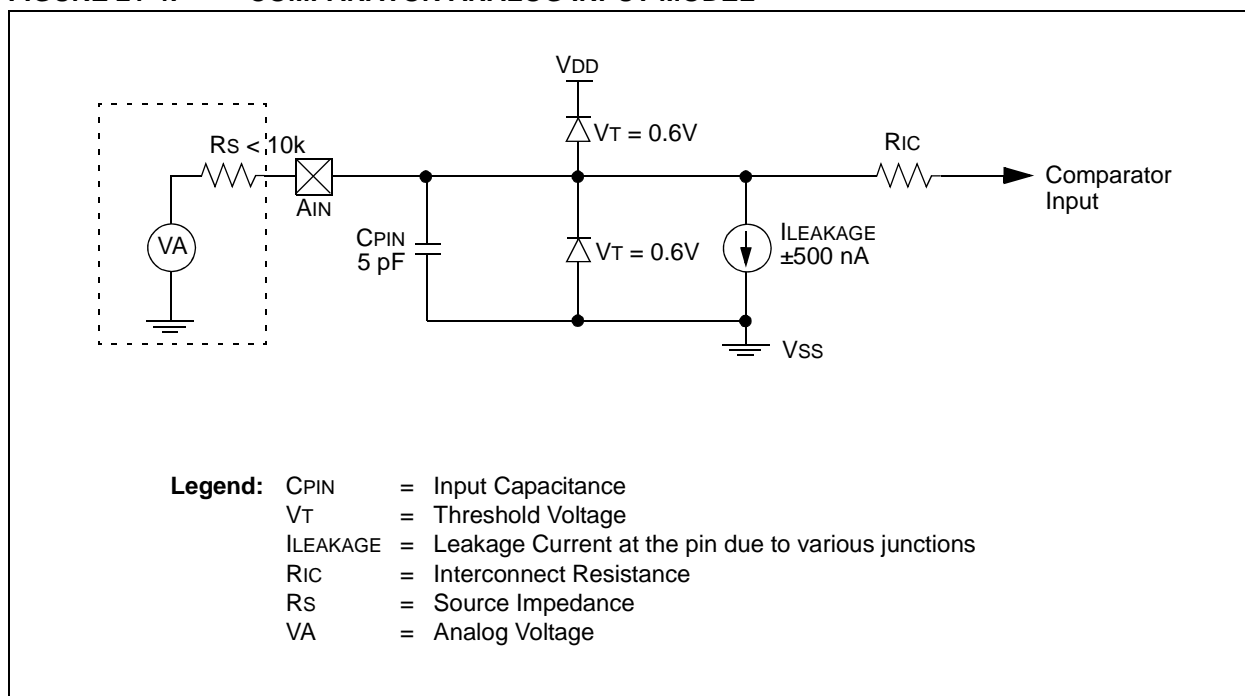 VDD
VT = 0.6V
RS < 10k
RIC
AIN
Comparator
Input
VA
CPIN
5 pF
VT = 0.6V
ILEAKAGE
±500 nA
VSS
Legend: CPIN = Input Capacitance
VT = Threshold Voltage
ILEAKAGE = Leakage Current at the pin due to various junctions
RIC = Interconnect Resistance
RS = Source Impedance
VA = Analog Voltage